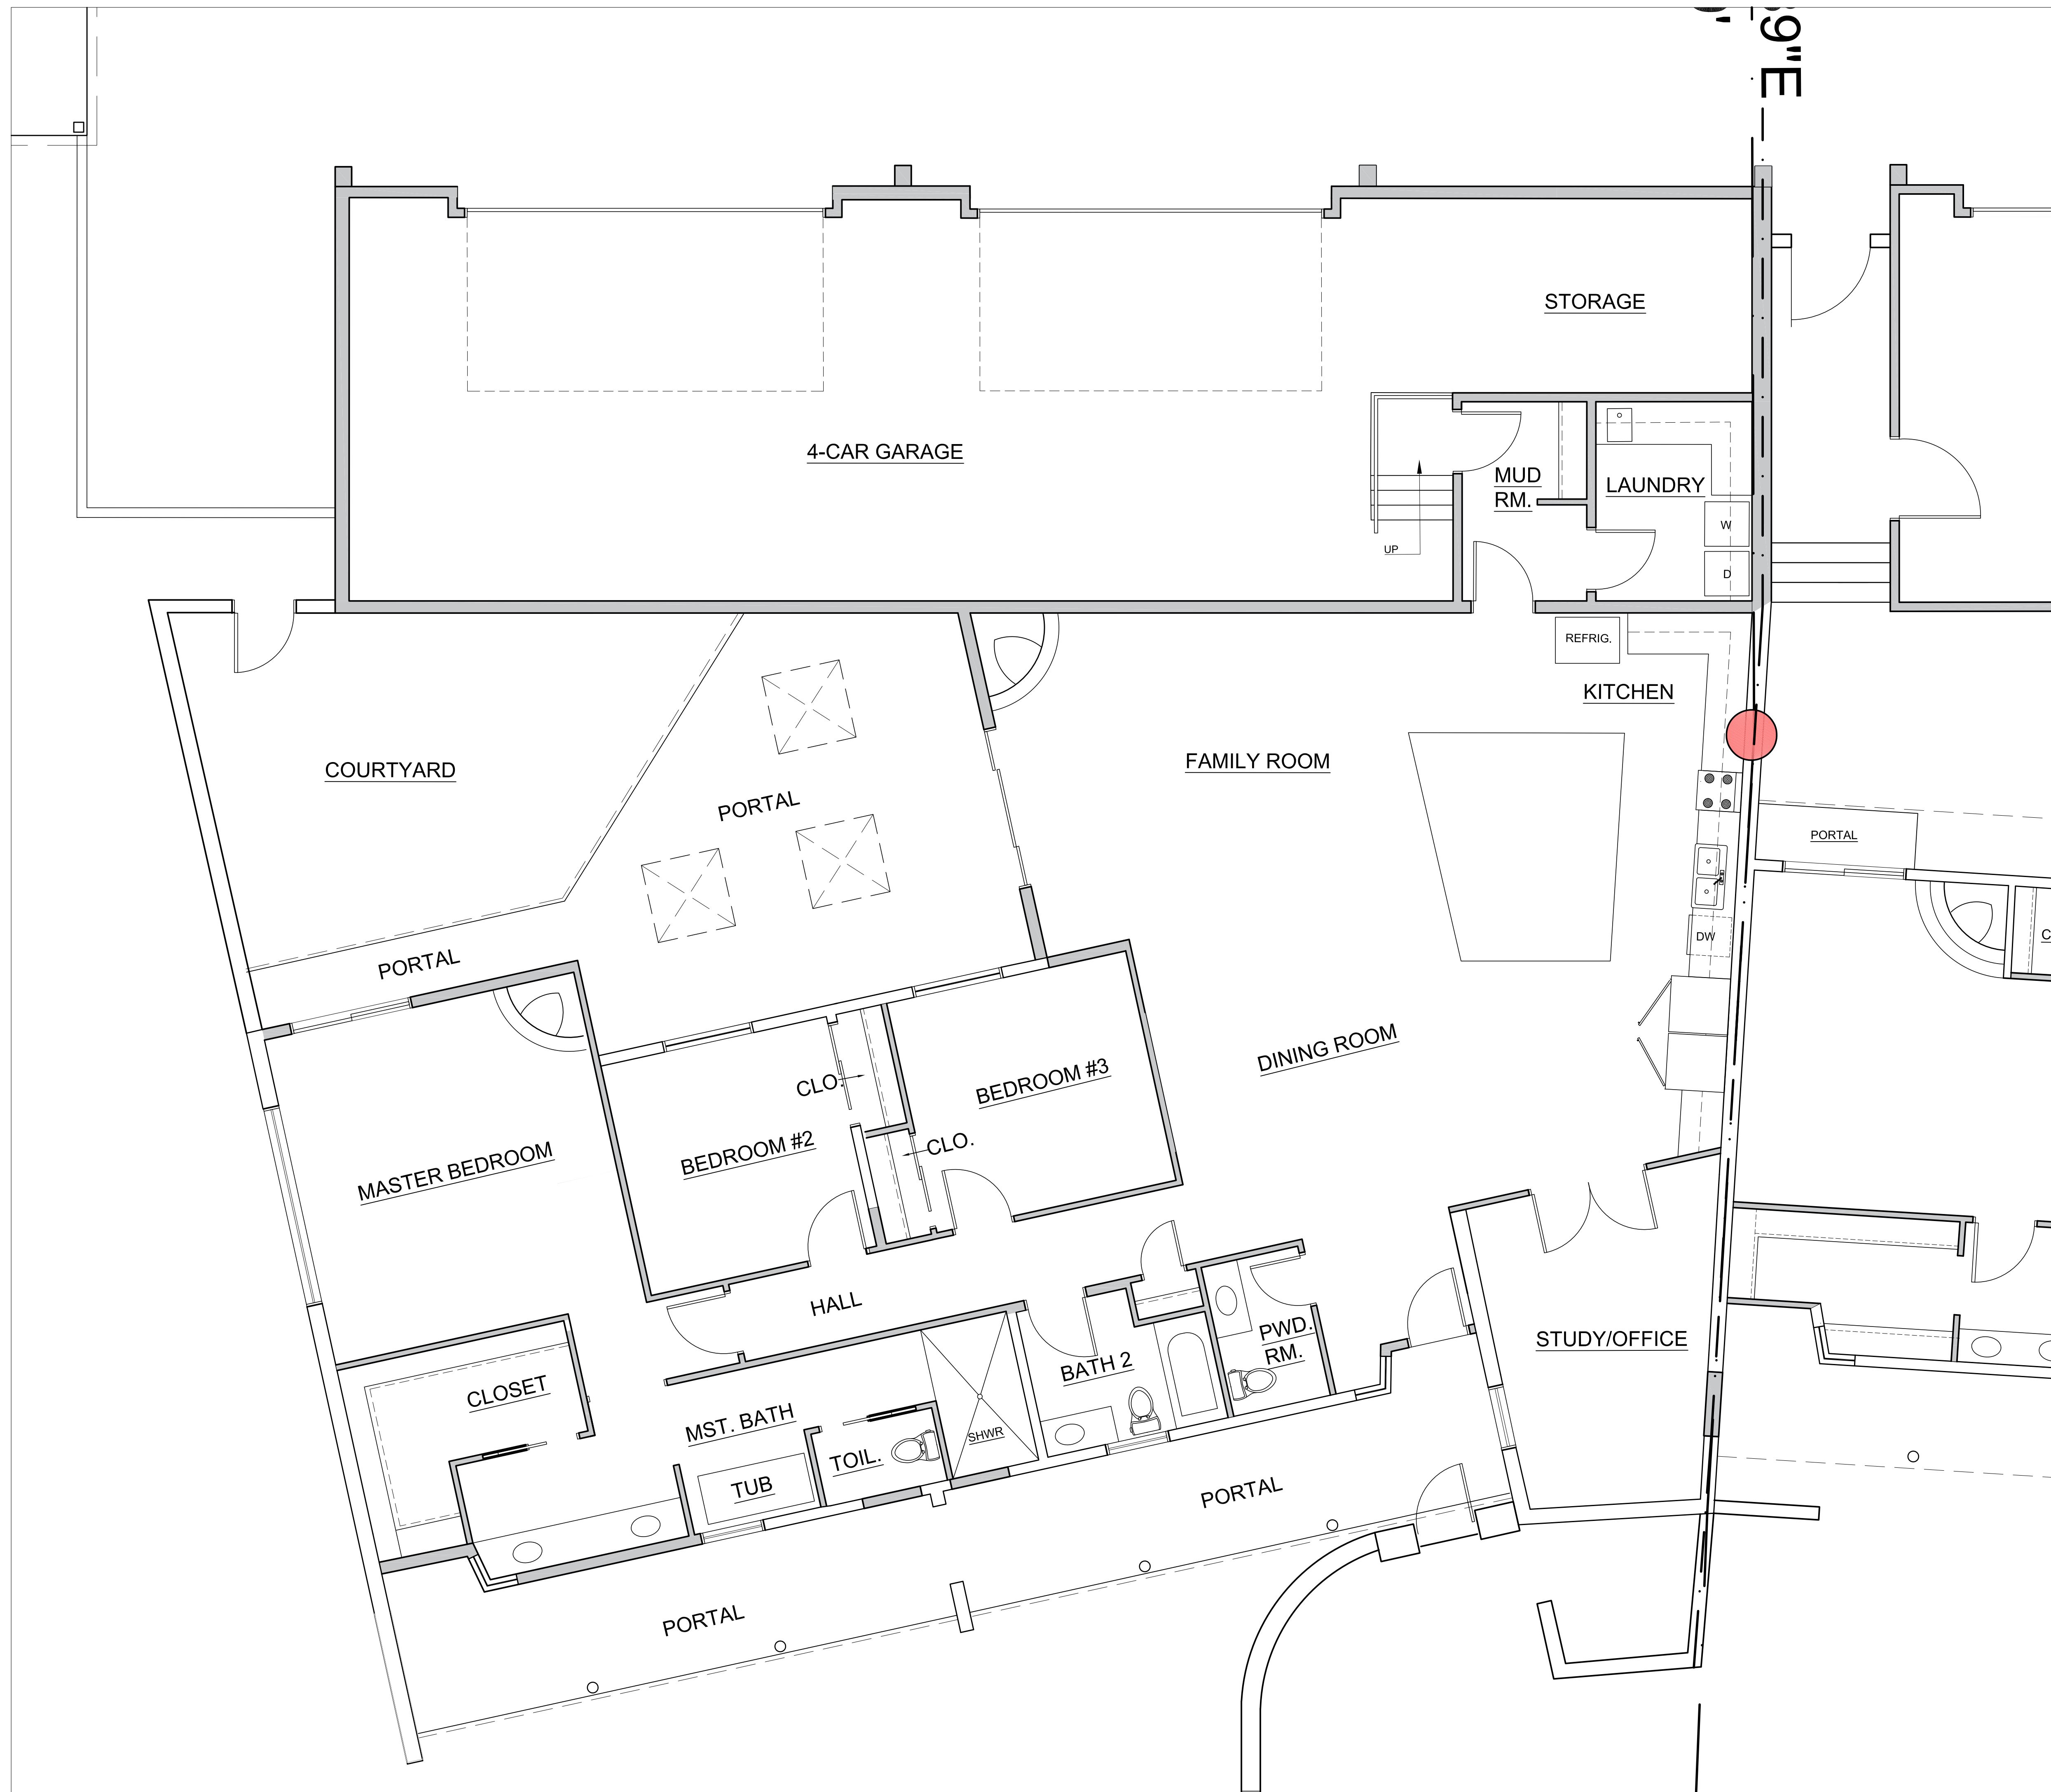 39"E
STORAGE
4-CAR GARAGE
MUD
RM.
LAUNDRY
W
UP
D
REFRIG.
KITCHEN
COURTYARD
FAMILY ROOM
PORTAL
PORTAL
PORTAL
DW
DINING ROOM
CLO.
BEDROOM #3
BEDROOM #2
CLO.
MASTER BEDROOM
HALL
PWD.
RM.
STUDY/OFFICE
BATH 2
CLOSET
MST. BATH
SHWR
TOIL.
TUB
PORTAL
PORTAL